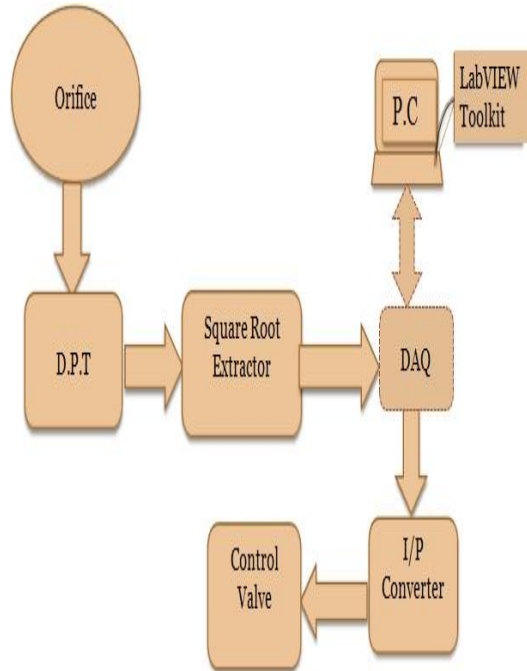 Orifice
P.C
LabVIEW
Toolkit
D.P.T
Square Root
Extractor
DAQ
Control
Valve
I/P
Converter